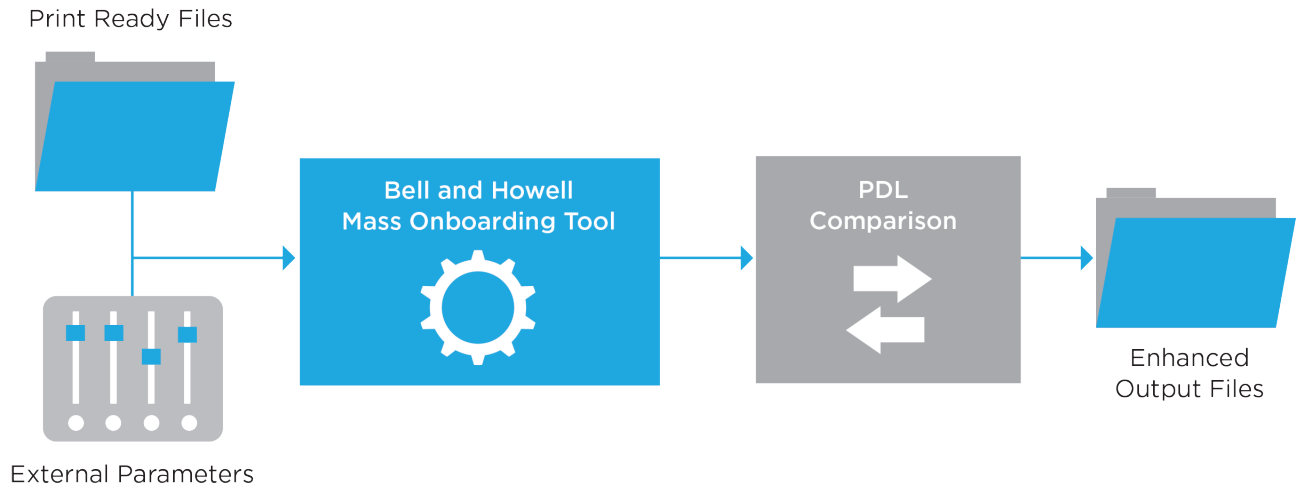 Print Ready Files
Bell and Howell
Mass Onboarding Tool
PDL
Comparison
Enhanced
Output Files
External Parameters